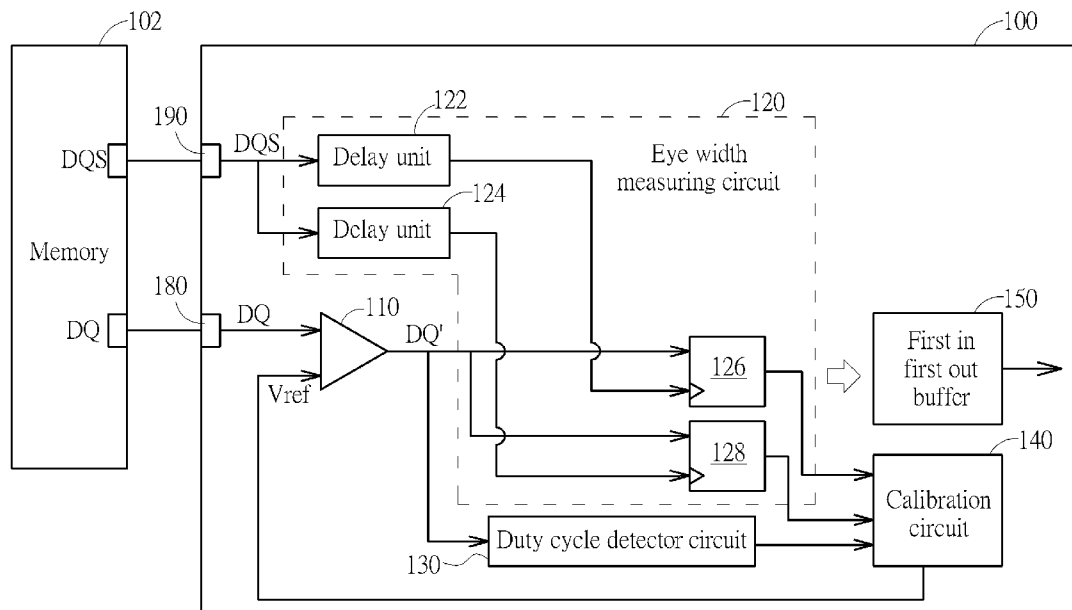 102
100
190
DQS
122
120
Delay unit
Eye width
measuring circuit
DQS
124
Delay unit
Memory
180
DQ
110
150
DQ
DQ'
First in
first out
buffer
Vref
126
140
128
Calibration
circuit
Duty cycle detector circuit
130